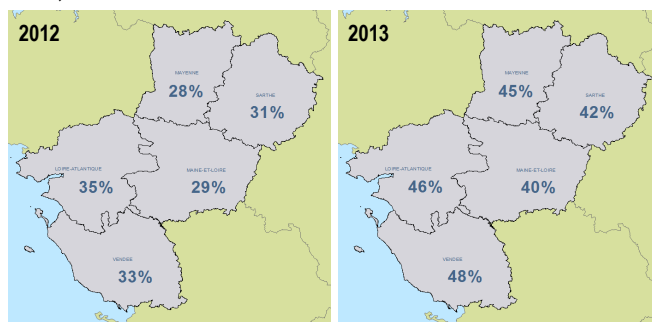 2012
MAYENNE
28%
SARTHE
31%
LOIRE-ATLANTIQUE
35%
MAINE-ET-LOIRE
29%
VENDEE
33%
2013
MAYENNE
45%
SARTHE
42%
LOIRE-ATLANTIQUE
46%
MAINE-ET-LOIRE
40%
VENDEE
48%